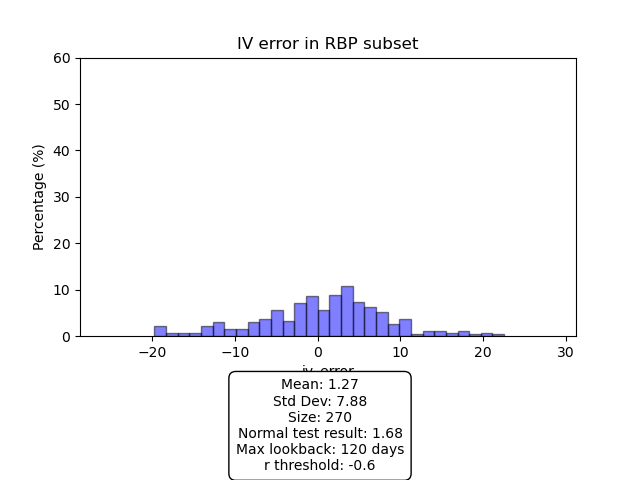 IV error in RBP subset
60
50
40
30
20
10
0
Percentage (%)
−20 −10 0 10 20 30
iv_error
Mean: 1.27
Std Dev: 7.88
Size: 270
Normal test result: 1.68
Max lookback: 120 days
r threshold: -0.6